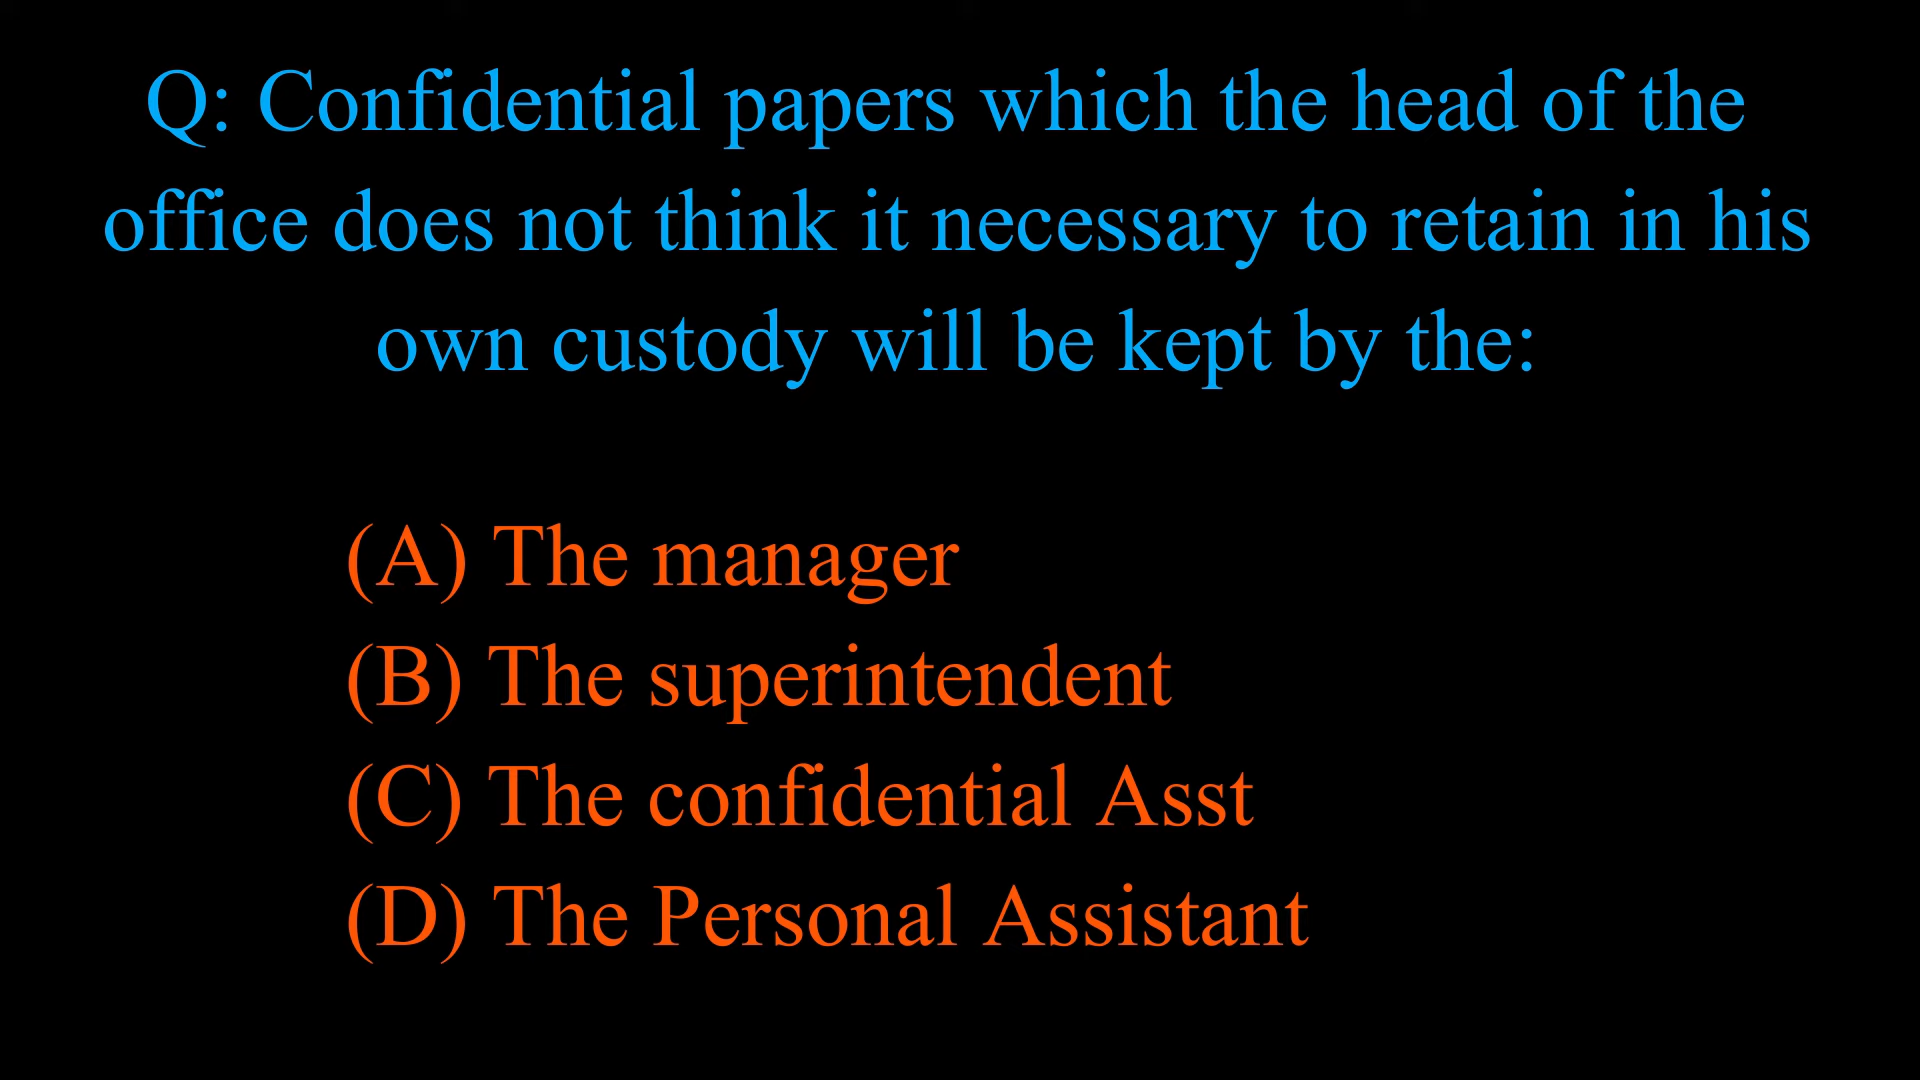 Q: Confidential papers which the head of the
office does not think it necessary to retain in his
own custody will be kept by the:
(A) The manager
(B) The superintendent
(C) The confidential Asst
(D) The Personal Assistant